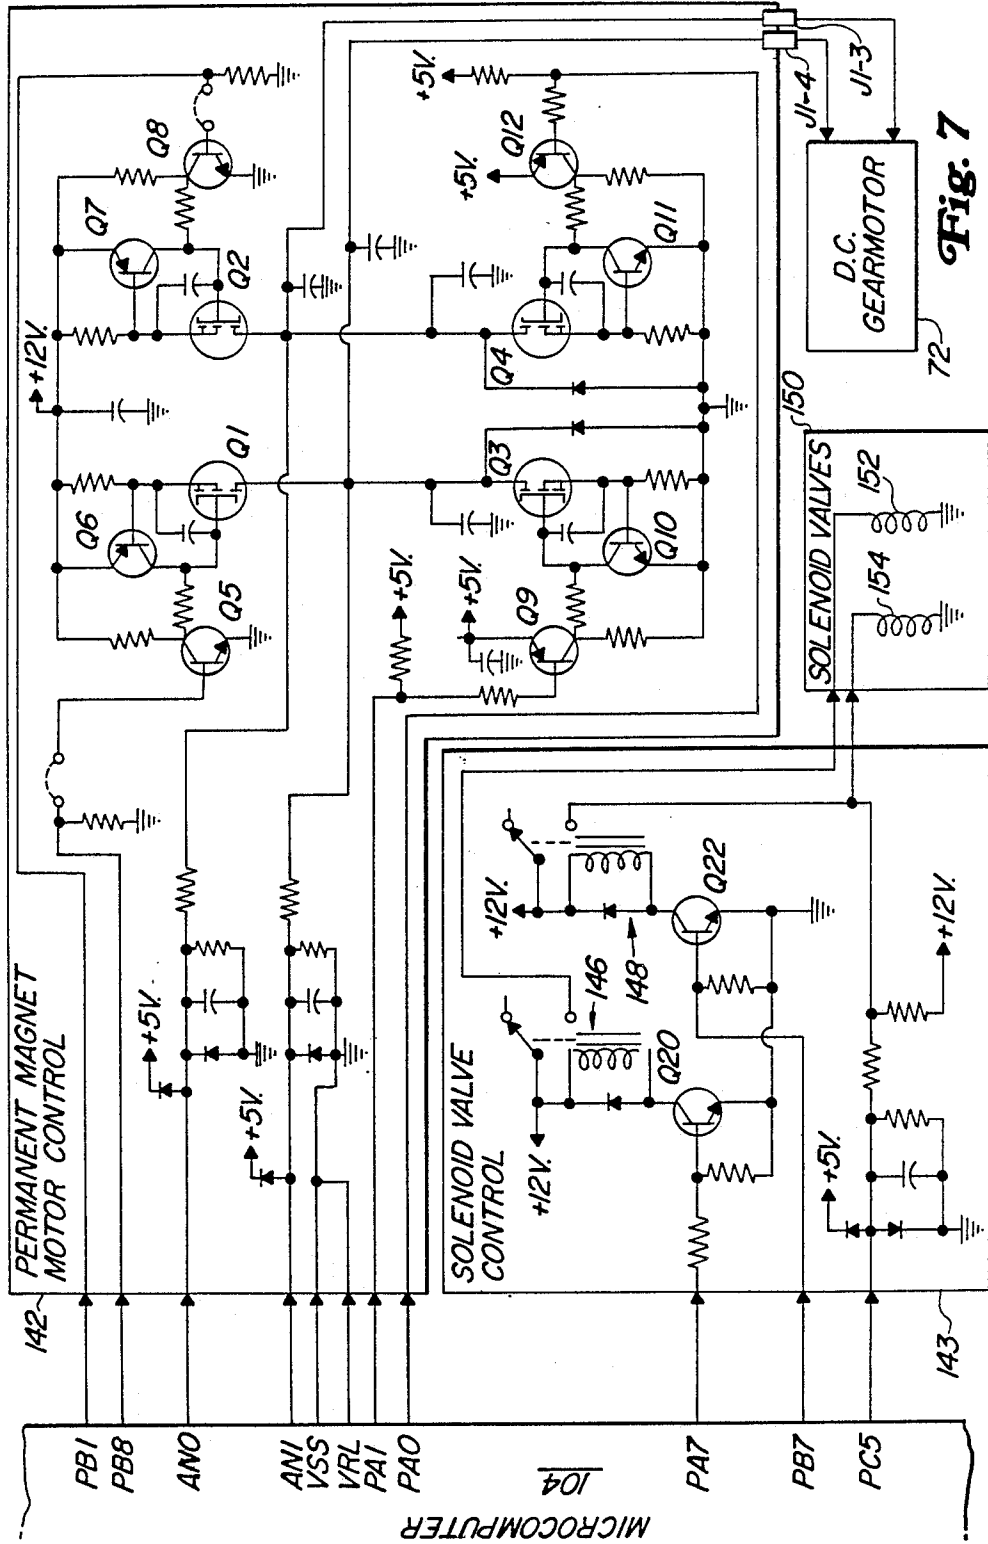 PERMANENT MAGNET
MOTOR CONTROL
142
+12V.
Q6
Q7
Q8
Q5
Q1
Q2
+5V.
+5V.
+5V.
+5V.
+5V.
+5V.
Q3
Q4
Q9
Q10
Q11
Q12
J1-4
J1-3
D.C.
GEARMOTOR
72
Fig. 7
SOLENOID VALVE
CONTROL
143
+12V.
+12V.
146
148
Q20
Q22
+5V.
+12V.
SOLENOID VALVES
150
154
152
PB1
PB8
AN0
AN1
VSS
VRL
PA1
PA0
PA7
PB7
PC5
104
MICROCOMPUTER